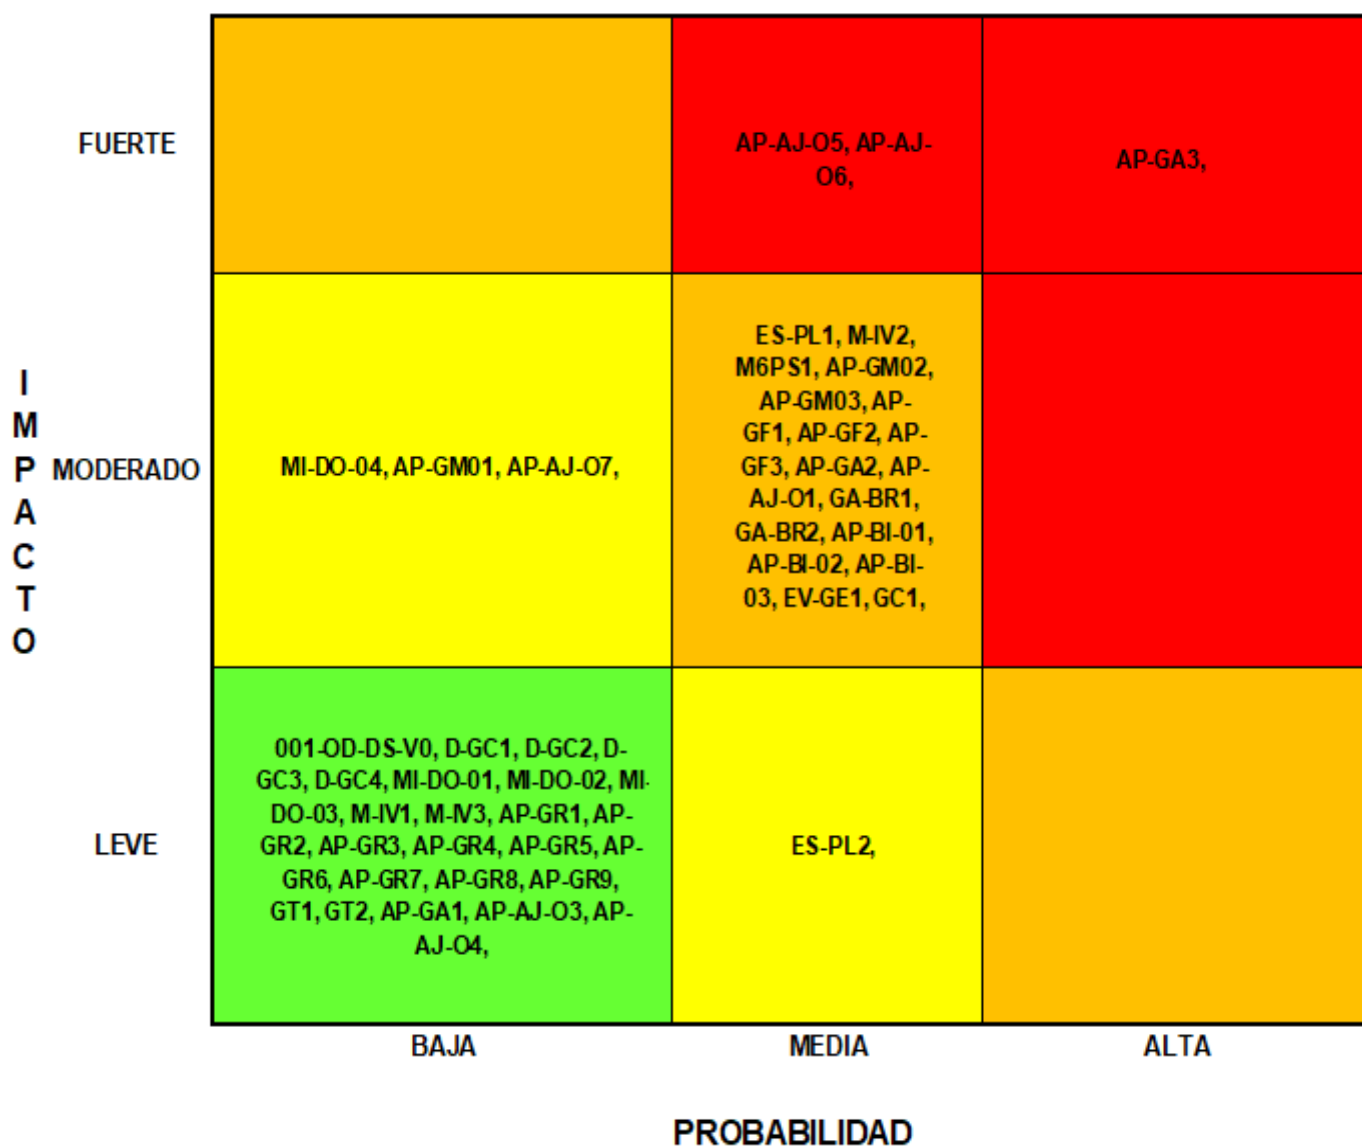 FUERTE
AP-AJ-O5, AP-AJ-
O6,
AP-GA3,
I
M
P
A
C
T
O
MODERADO
MI-DO-04, AP-GM01, AP-AJ-O7,
ES-PL1, M-IV2,
M6PS1, AP-GM02,
AP-GM03, AP-
GF1, AP-GF2, AP-
GF3, AP-GA2, AP-
AJ-O1, GA-BR1,
GA-BR2, AP-BI-01,
AP-BI-02, AP-BI-
03, EV-GE1, GC1,
LEVE
001-OD-DS-V0, D-GC1, D-GC2, D-
GC3, D-GC4, MI-DO-01, MI-DO-02, MI-
DO-03, M-IV1, M-IV3, AP-GR1, AP-
GR2, AP-GR3, AP-GR4, AP-GR5, AP-
GR6, AP-GR7, AP-GR8, AP-GR9,
GT1, GT2, AP-GA1, AP-AJ-O3, AP-
AJ-O4,
ES-PL2,
BAJA
MEDIA
ALTA
PROBABILIDAD